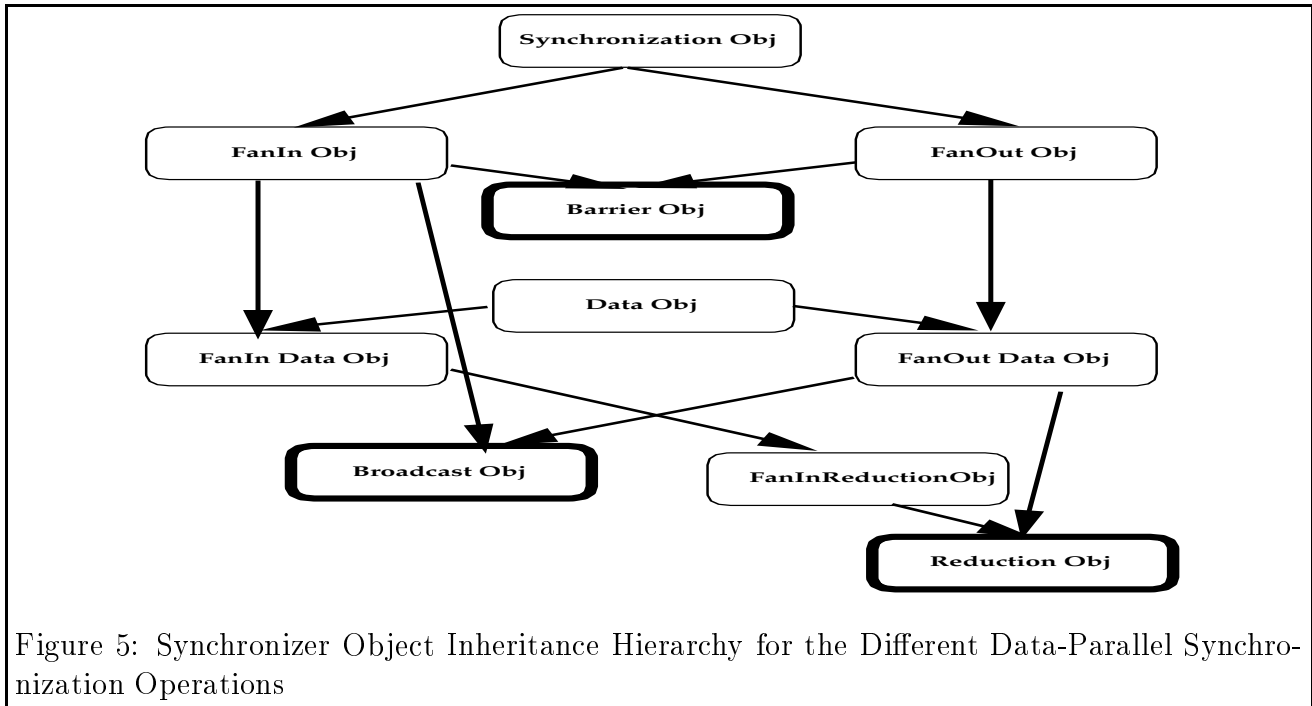 Synchronization Obj
FanIn Obj
FanOut Obj
Barrier Obj
Data Obj
FanIn Data Obj
FanOut Data Obj
Broadcast Obj
FanInReductionObj
Reduction Obj
Figure 5: Synchronizer Object Inheritance Hierarchy for the Different Data-Parallel Synchro-
nization Operations